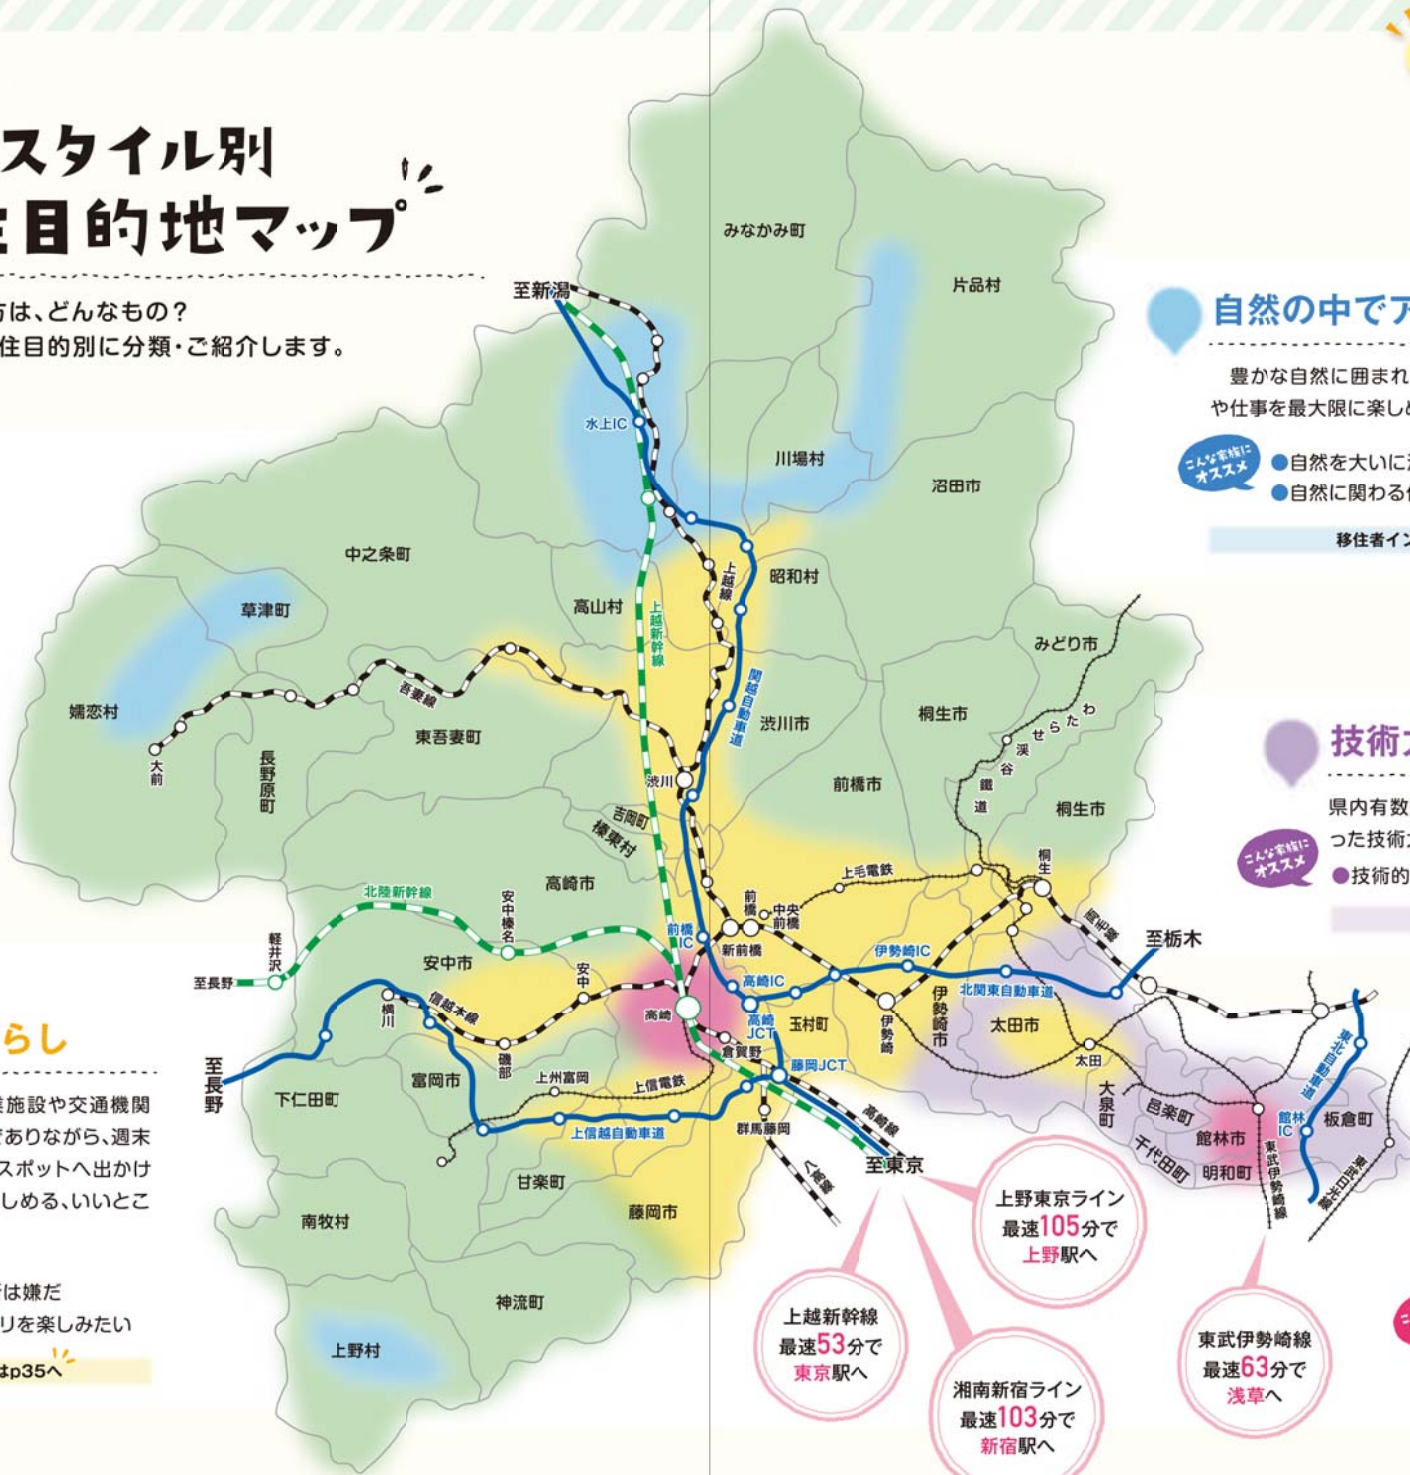 スタイル別
目的地マップ
方は、どんなもの？
住目的別に分類・ご紹介します。
至新潟
みなかみ町
片品村
水上IC
川場村
沼田市
中之条町
草津町
高山村
昭和村
上越線
上越新幹線
みどり市
嬬恋村
吾妻線
東吾妻町
関越自動車道
渋川市
桐生市
わたらせ渓谷鐵道
大前
長野原町
渋川
前橋市
桐生市
吉岡町
榛東村
高崎市
上毛電鉄
桐生
北陸新幹線
安中榛名
前橋
中央前橋
両毛線
軽井沢
前橋IC
新前橋
伊勢崎IC
至栃木
至長野
安中市
安中
高崎IC
北関東自動車道
横川
信越本線
高崎
高崎JCT
玉村町
伊勢崎
伊勢崎市
太田市
太田
東北自動車道
磯部
倉賀野
藤岡JCT
至長野
富岡市
上州富岡
上信電鉄
下仁田町
上信越自動車道
群馬藤岡
高崎線
大泉町
邑楽町
館林市
館林IC
板倉町
千代田町
明和町
東武伊勢崎線
東武日光線
至東京
八高線
甘楽町
南牧村
藤岡市
神流町
上野村
上野東京ライン
最速105分で
上野駅へ
上越新幹線
最速53分で
東京駅へ
湘南新宿ライン
最速103分で
新宿駅へ
東武伊勢崎線
最速63分で
浅草へ
自然の中でア
豊かな自然に囲まれ
や仕事を最大限に楽し
こんな家族に
オススメ
●自然を大いに
●自然に関わる
移住者イン
技術
県内有数
った技術
こんな家族に
オススメ
●技術的
らし
業施設や交通機関
でありながら、週末
スポットへ出かけ
しめる、いいとこ
は嫌だ
リを楽しみたい
はp35へ